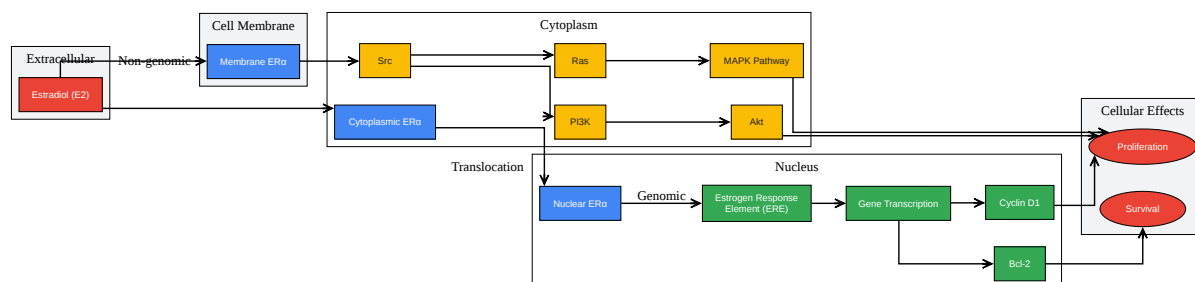 Extracellular
Estradiol (E2)
Non-genomic
Cell Membrane
Membrane ERα
Cytoplasm
Src
Ras
MAPK Pathway
Cytoplasmic ERα
PI3K
Akt
Translocation
Nucleus
Nuclear ERα
Genomic
Estrogen Response
Element (ERE)
Gene Transcription
Cyclin D1
Bcl-2
Cellular Effects
Proliferation
Survival